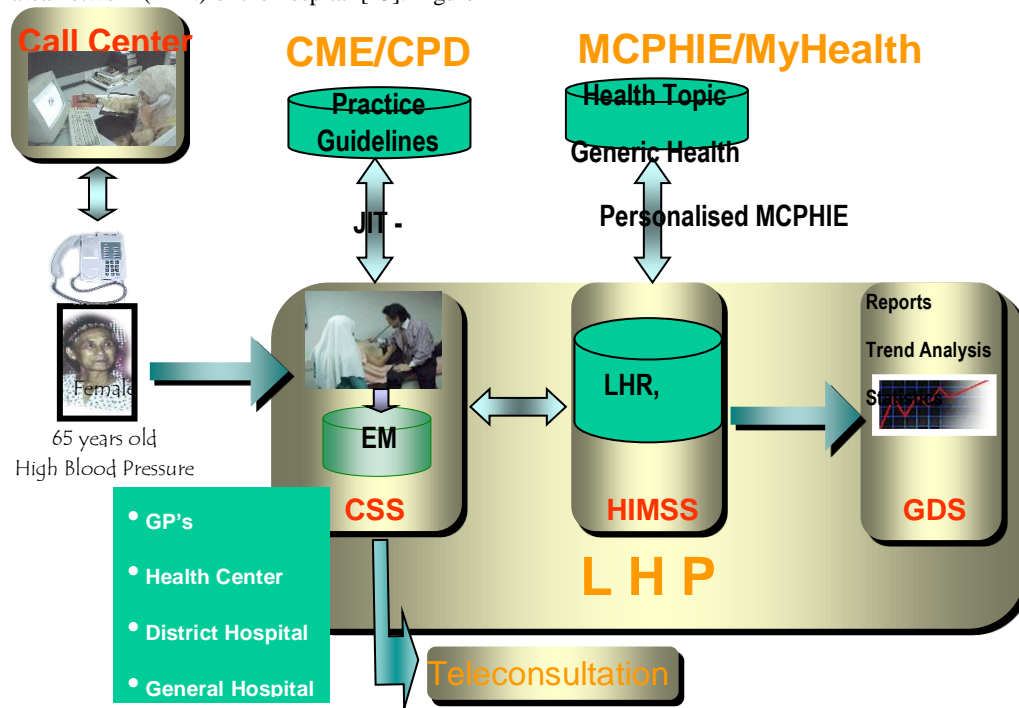 Call Center
CME/CPD
MCPHIE/MyHealth
Practice
Guidelines
Health Topic
Generic Health
JIT -
Personalised MCPHIE
Female
65 years old
High Blood Pressure
EM
CSS
LHR,
HIMSS
Reports
Trend Analysis
Statistics
GDS
L H P
• GP's
• Health Center
• District Hospital
• General Hospital
Teleconsultation